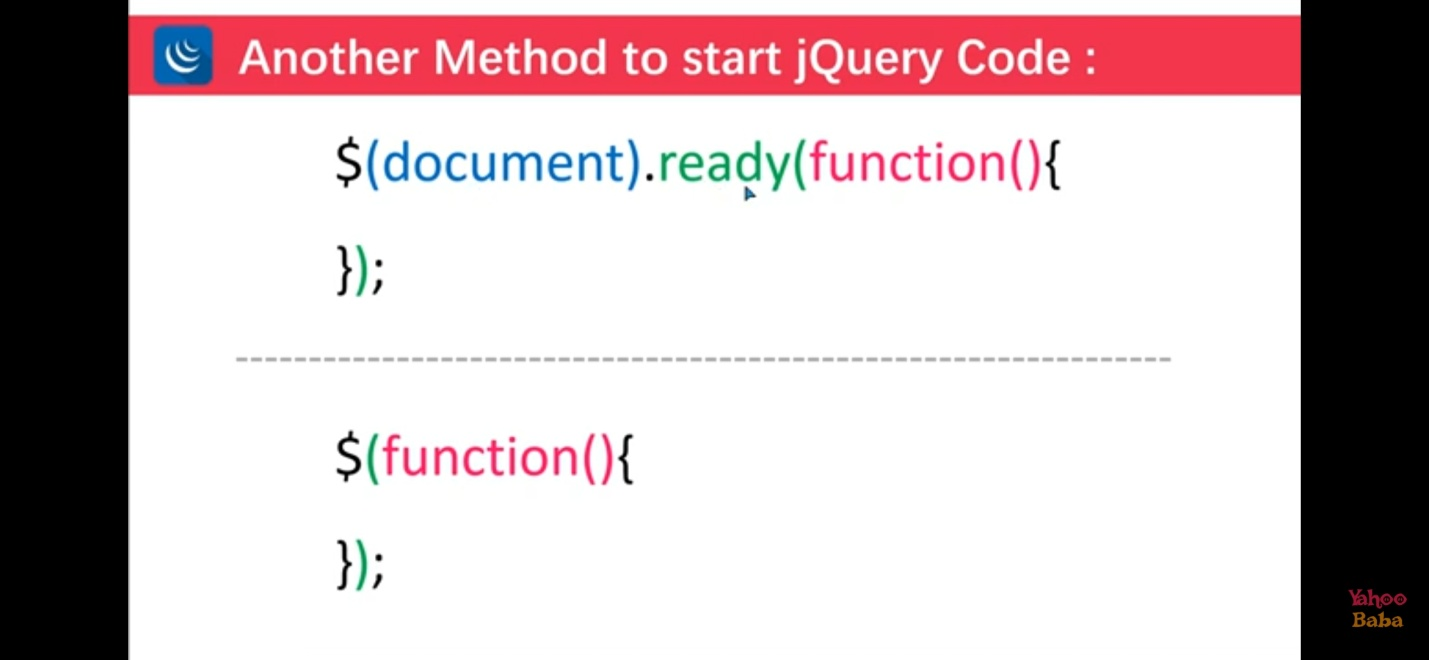 Another Method to start jQuery Code :
$(document).ready(function(){
});
$(function(){
});
Yahoo
Baba